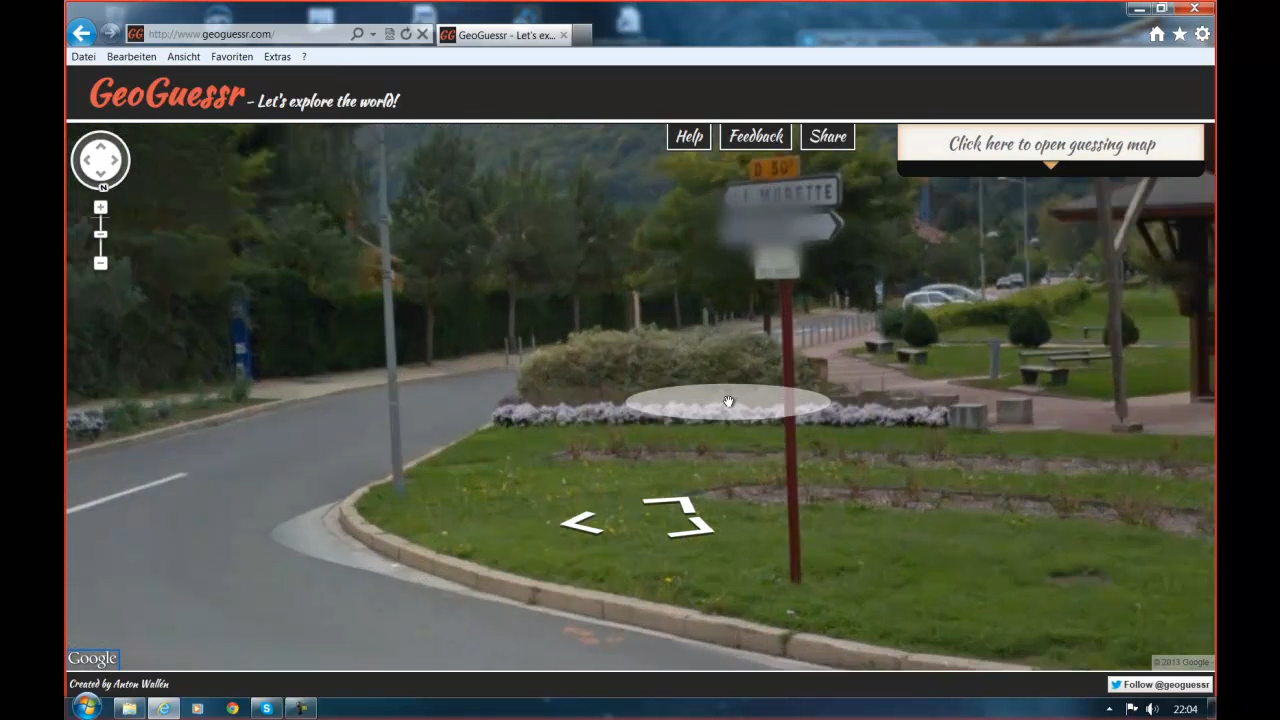 http://www.geoguessr.com/
GG GeoGuessr - Let's ex...
Datei Bearbeiten Ansicht Favoriten Extras ?
GeoGuessr - Let's explore the world!
Help Feedback Share
Click here to open guessing map
N
D 50
MURETTE
Google
© 2013 Google
Created by Anton Wallén
Follow @geoguessr
22:04